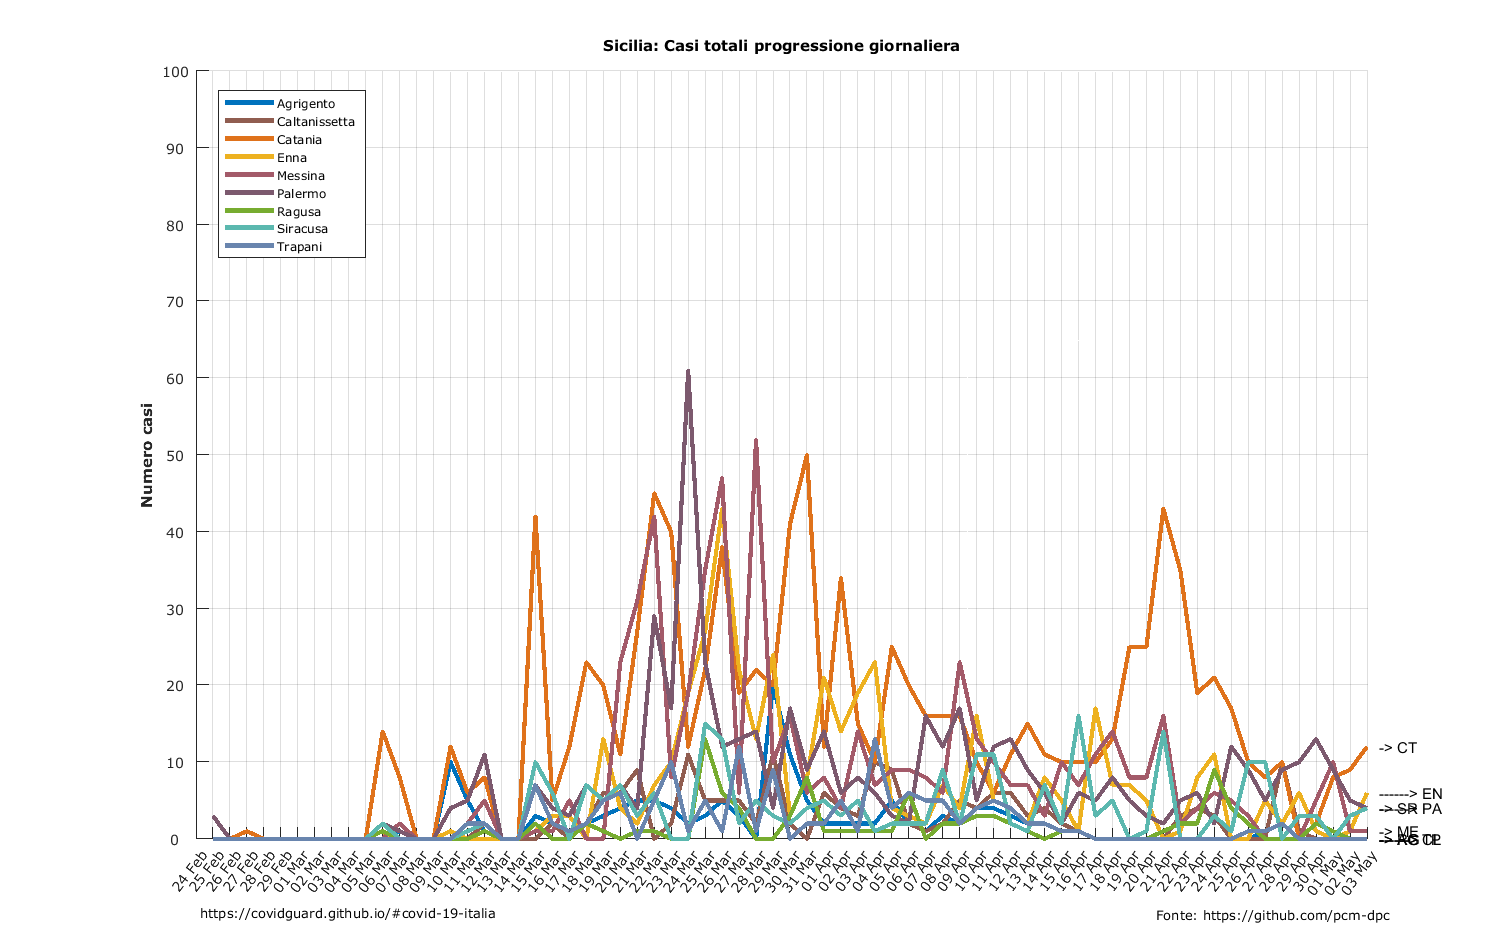 Sicilia: Casi totali progressione giornaliera
100
90
80
70
60
50
40
30
20
10
0
Numero casi
Agrigento
Caltanissetta
Catania
Enna
Messina
Palermo
Ragusa
Siracusa
Trapani
-> CT
------> EN
PA
-> ME
24 Feb
25 Feb
26 Feb
27 Feb
28 Feb
29 Feb
01 Mar
02 Mar
03 Mar
04 Mar
05 Mar
06 Mar
07 Mar
08 Mar
09 Mar
10 Mar
11 Mar
12 Mar
13 Mar
14 Mar
15 Mar
16 Mar
17 Mar
18 Mar
19 Mar
20 Mar
21 Mar
22 Mar
23 Mar
24 Mar
25 Mar
26 Mar
27 Mar
28 Mar
29 Mar
30 Mar
31 Mar
01 Apr
02 Apr
03 Apr
04 Apr
05 Apr
06 Apr
07 Apr
08 Apr
09 Apr
10 Apr
11 Apr
12 Apr
13 Apr
14 Apr
15 Apr
16 Apr
17 Apr
18 Apr
19 Apr
20 Apr
21 Apr
22 Apr
23 Apr
24 Apr
25 Apr
26 Apr
27 Apr
28 Apr
29 Apr
30 Apr
01 May
02 May
03 May
https://covidguard.github.io/#covid-19-italia
Fonte: https://github.com/pcm-dpc